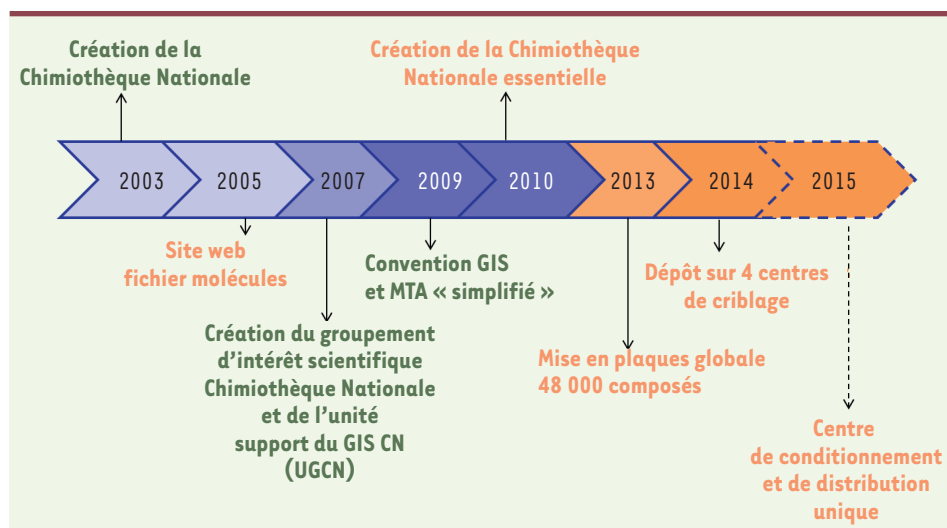 Création de la
Chimiothèque Nationale
Création de la Chimiothèque
Nationale essentielle
2003
2005
2007
2009
2010
2013
2014
2015
Site web
fichier molécules
Création du groupement
d’intérêt scientifique
Chimiothèque Nationale
et de l’unité
support du GIS CN
(UGCN)
Convention GIS
et MTA « simplifié »
Mise en plaques globale
48 000 composés
Dépôt sur 4 centres
de criblage
Centre
de conditionnement
et de distribution
unique